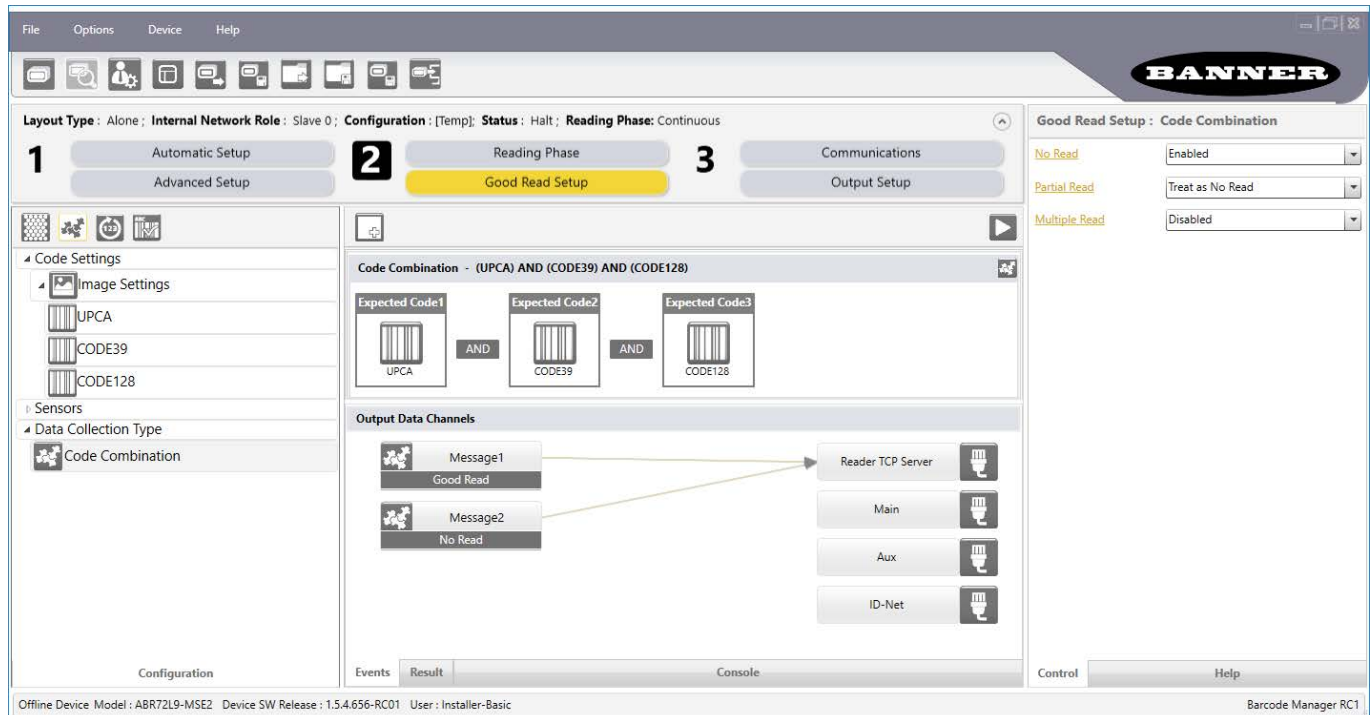 File Options Device Help
BANNER
Layout Type : Alone ; Internal Network Role : Slave 0 ; Configuration : [Temp]; Status : Halt ; Reading Phase: Continuous
1 Automatic Setup
Advanced Setup
2 Reading Phase
Good Read Setup
3 Communications
Output Setup
Code Settings
Image Settings
UPCA
CODE39
CODE128
Sensors
Data Collection Type
Code Combination
Configuration
Code Combination - (UPCA) AND (CODE39) AND (CODE128)
Expected Code1 Expected Code2 Expected Code3
AND AND
UPCA CODE39 CODE128
Output Data Channels
Message1
Good Read
Message2
No Read
Reader TCP Server
Main
Aux
ID-Net
Events Result Console
Good Read Setup : Code Combination
No Read Enabled
Partial Read Treat as No Read
Multiple Read Disabled
Control Help
Offline Device Model : ABR72L9-MSE2 Device SW Release : 1.5.4.656-RC01 User : Installer-Basic
Barcode Manager RC1